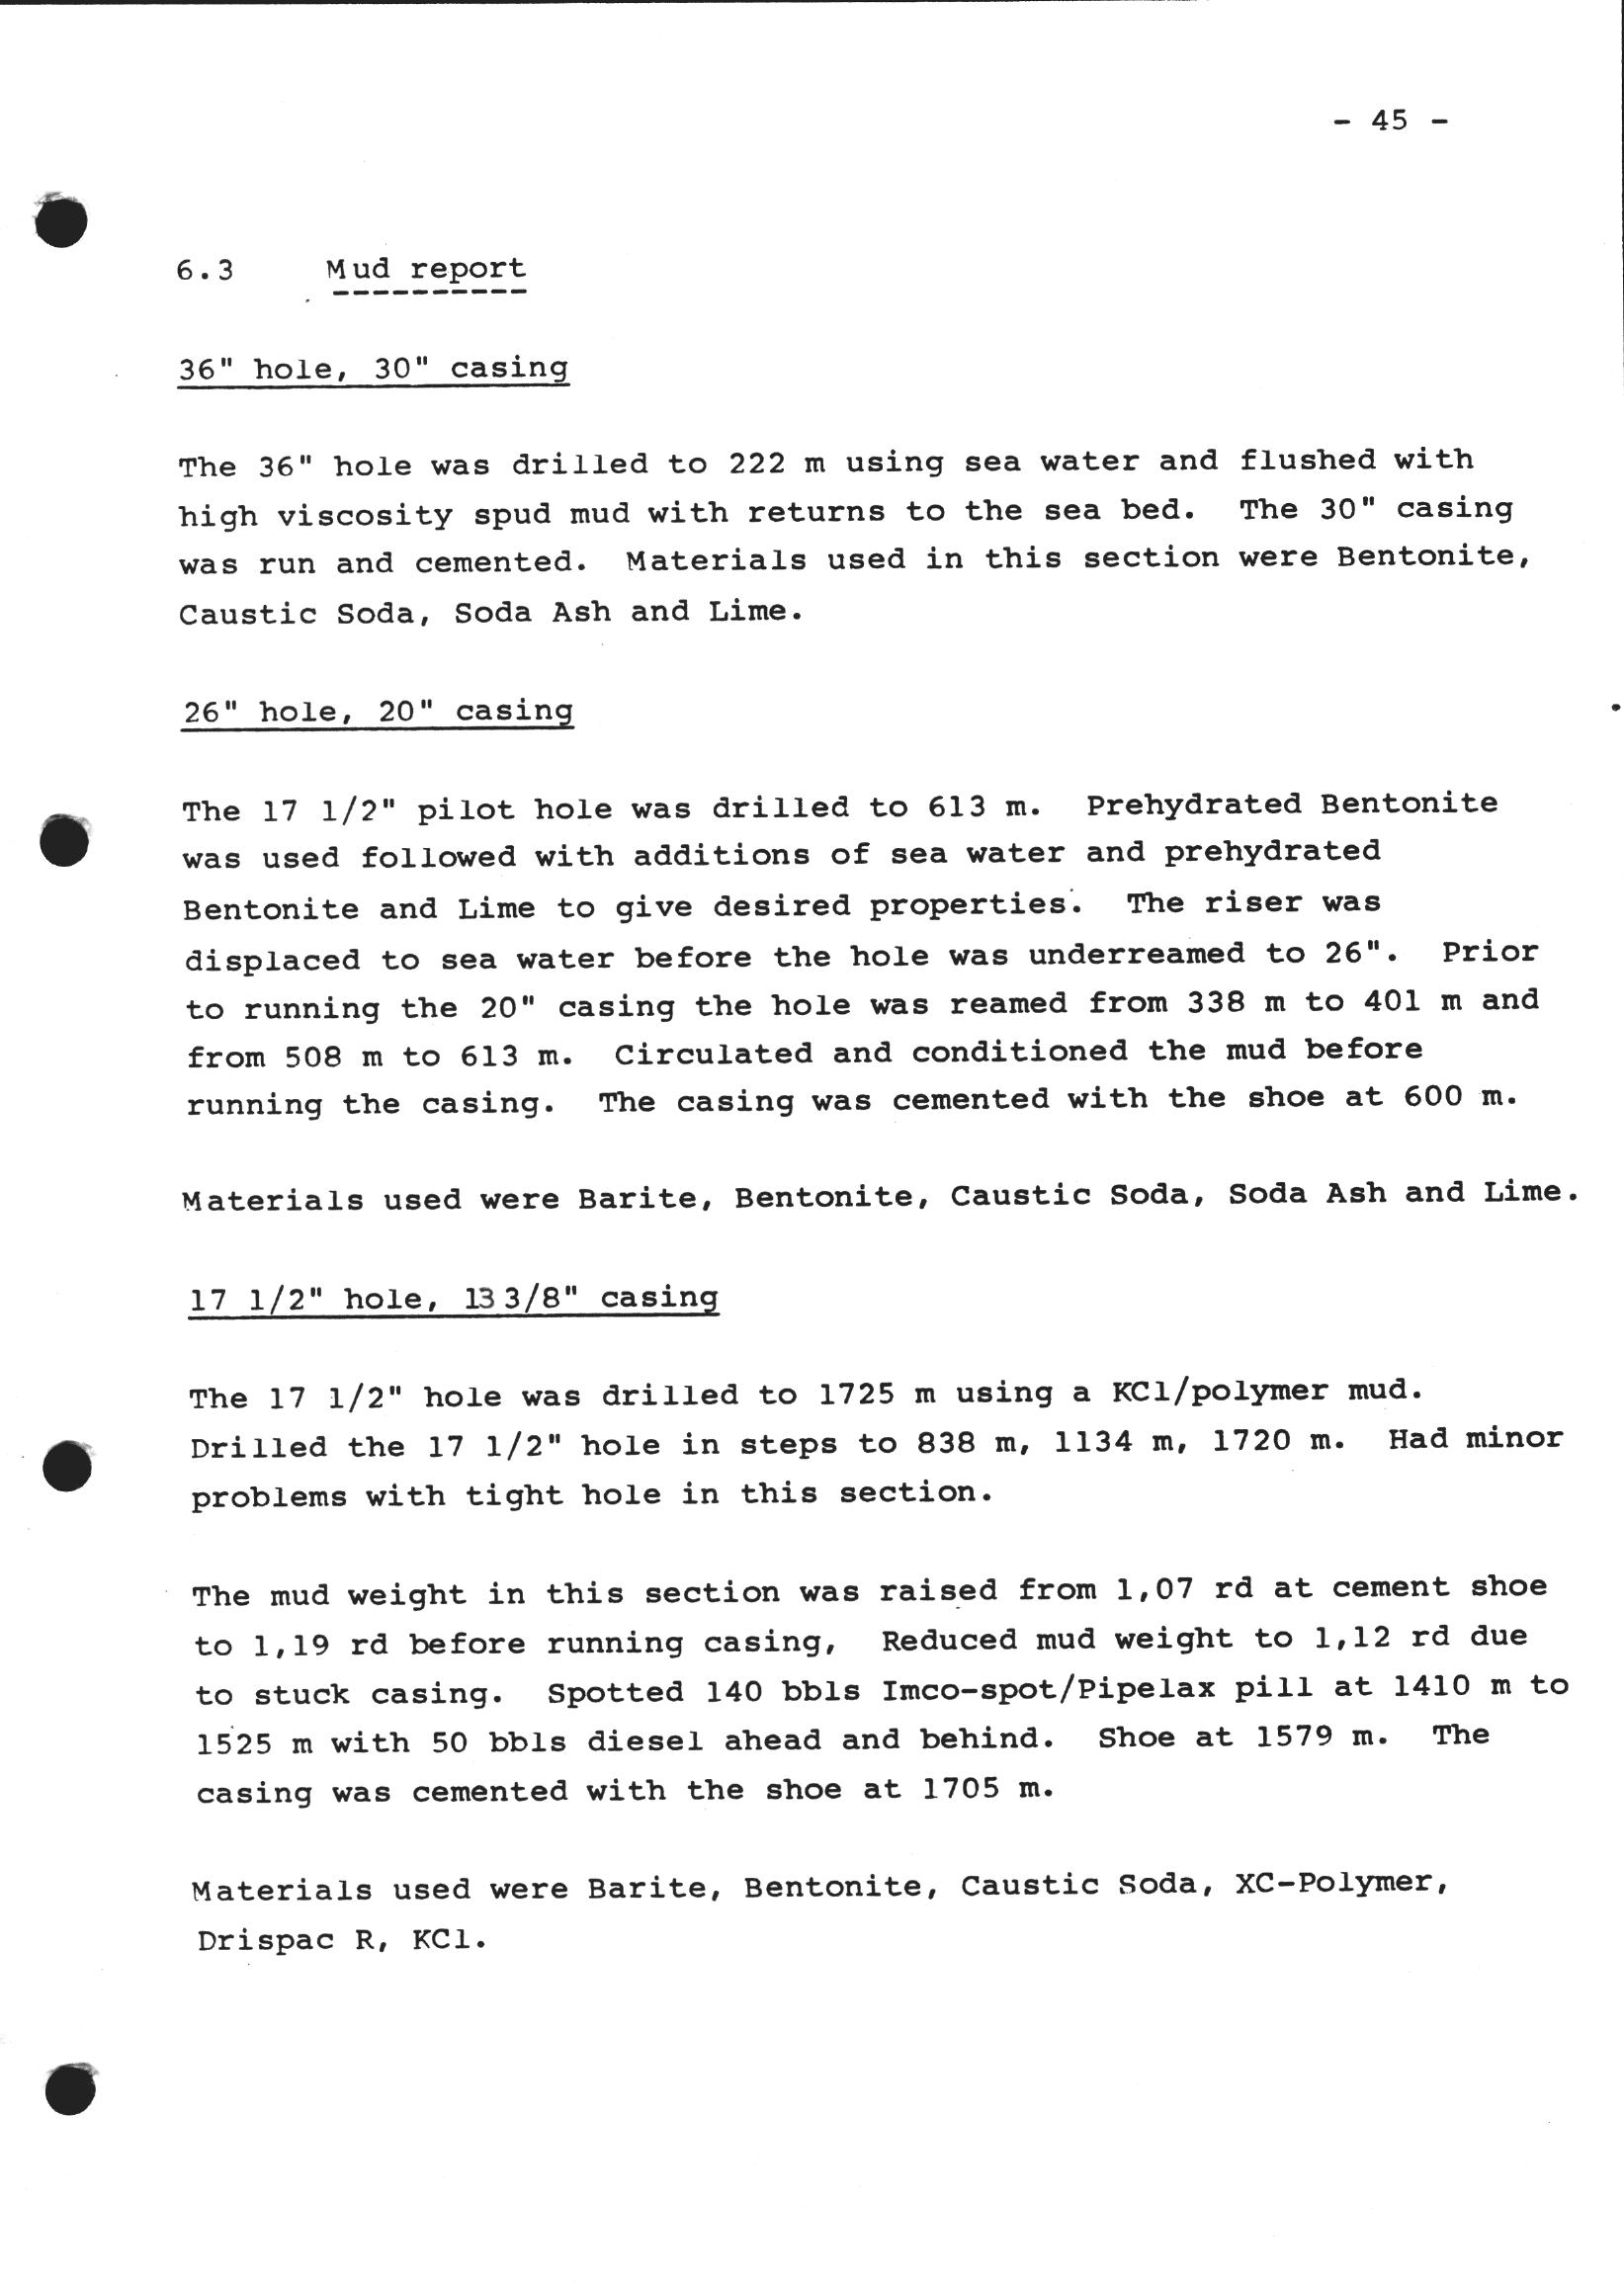 - 45 -
6.3 Mud report
36" hole, 30" casing
The 36" hole was drilled to 222 m using sea water and flushed with
high viscosity spud mud with returns to the sea bed. The 30" casing
was run and cemented. Materials used in this section were Bentonite,
Caustic Soda, Soda Ash and Lime.
26" hole, 20" casing
The 17 1/2" pilot hole was drilled to 613 m. Prehydrated Bentonite
was used followed with additions of sea water and prehydrated
Bentonite and Lime to give desired properties. The riser was
displaced to sea water before the hole was underreamed to 26". Prior
to running the 20" casing the hole was reamed from 338 m to 401 m and
from 508 m to 613 m. Circulated and conditioned the mud before
running the casing. The casing was cemented with the shoe at 600 m.
Materials used were Barite, Bentonite, Caustic Soda, Soda Ash and Lime.
17 1/2" hole, 13 3/8" casing
The 17 1/2" hole was drilled to 1725 m using a KCl/polymer mud.
Drilled the 17 1/2" hole in steps to 838 m, 1134 m, 1720 m. Had minor
problems with tight hole in this section.
The mud weight in this section was raised from 1,07 rd at cement shoe
to 1,19 rd before running casing, Reduced mud weight to 1,12 rd due
to stuck casing. Spotted 140 bbls Imco-spot/Pipelax pill at 1410 m to
1525 m with 50 bbls diesel ahead and behind. Shoe at 1579 m. The
casing was cemented with the shoe at 1705 m.
Materials used were Barite, Bentonite, Caustic Soda, XC-Polymer,
Drispac R, KCl.